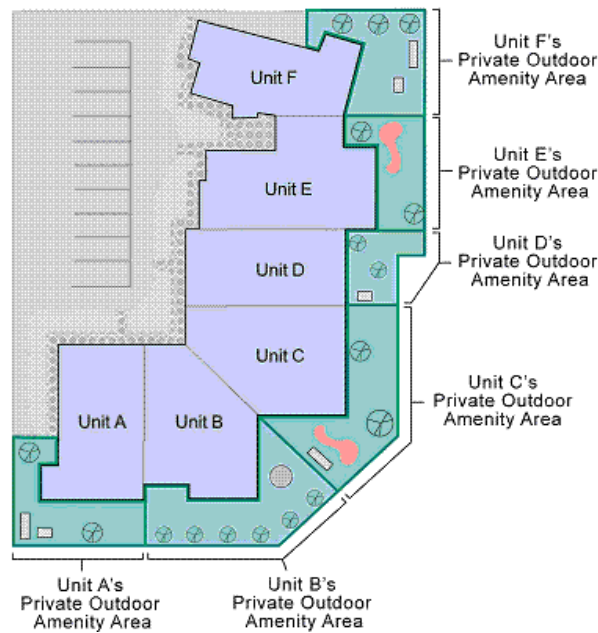 Unit F's
Private Outdoor
Amenity Area
Unit F
Unit E's
Private Outdoor
Amenity Area
Unit E
Unit D's
Private Outdoor
Amenity Area
Unit D
Unit C
Unit C's
Private Outdoor
Amenity Area
Unit A
Unit B
Unit A's
Private Outdoor
Amenity Area
Unit B's
Private Outdoor
Amenity Area